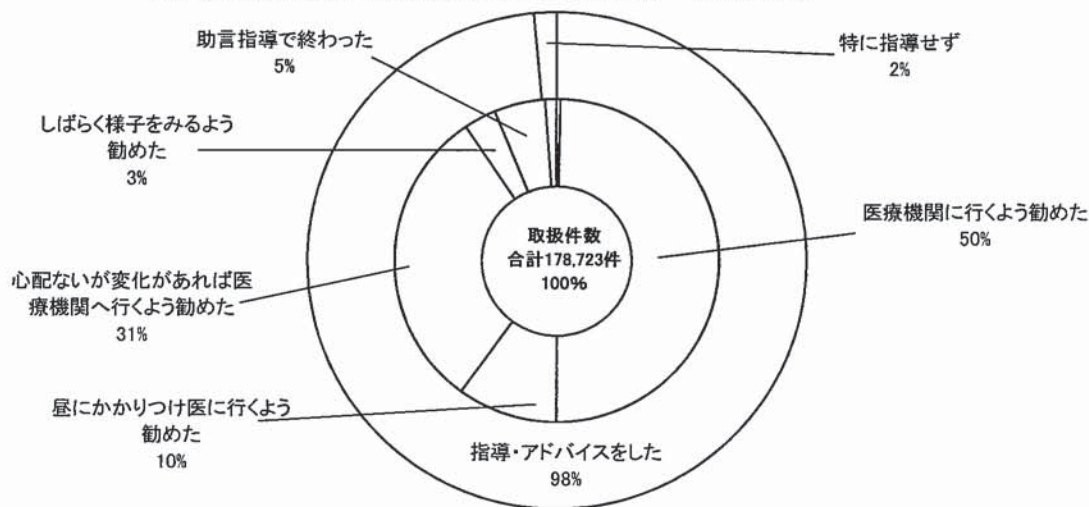 助言指導で終わった
5%
特に指導せず
2%
しばらく様子をみるよう
勧めた
3%
医療機関に行くよう勧めた
50%
取扱件数
合計178,723件
100%
心配ないが変化があれば医
療機関へ行くよう勧めた
31%
昼にかかりつけ医に行くよう
勧めた
10%
指導・アドバイスをした
98%